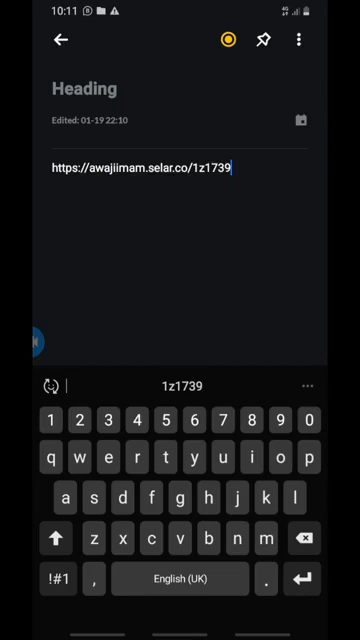 10:11
4G
Heading
Edited: 01-19 22:10
https://awajiimam.selar.co/1z1739
1z1739
1 2 3 4 5 6 7 8 9 0
q w e r t y u i o p
a s d f g h j k l
z x c v b n m
!#1 , English (UK) .